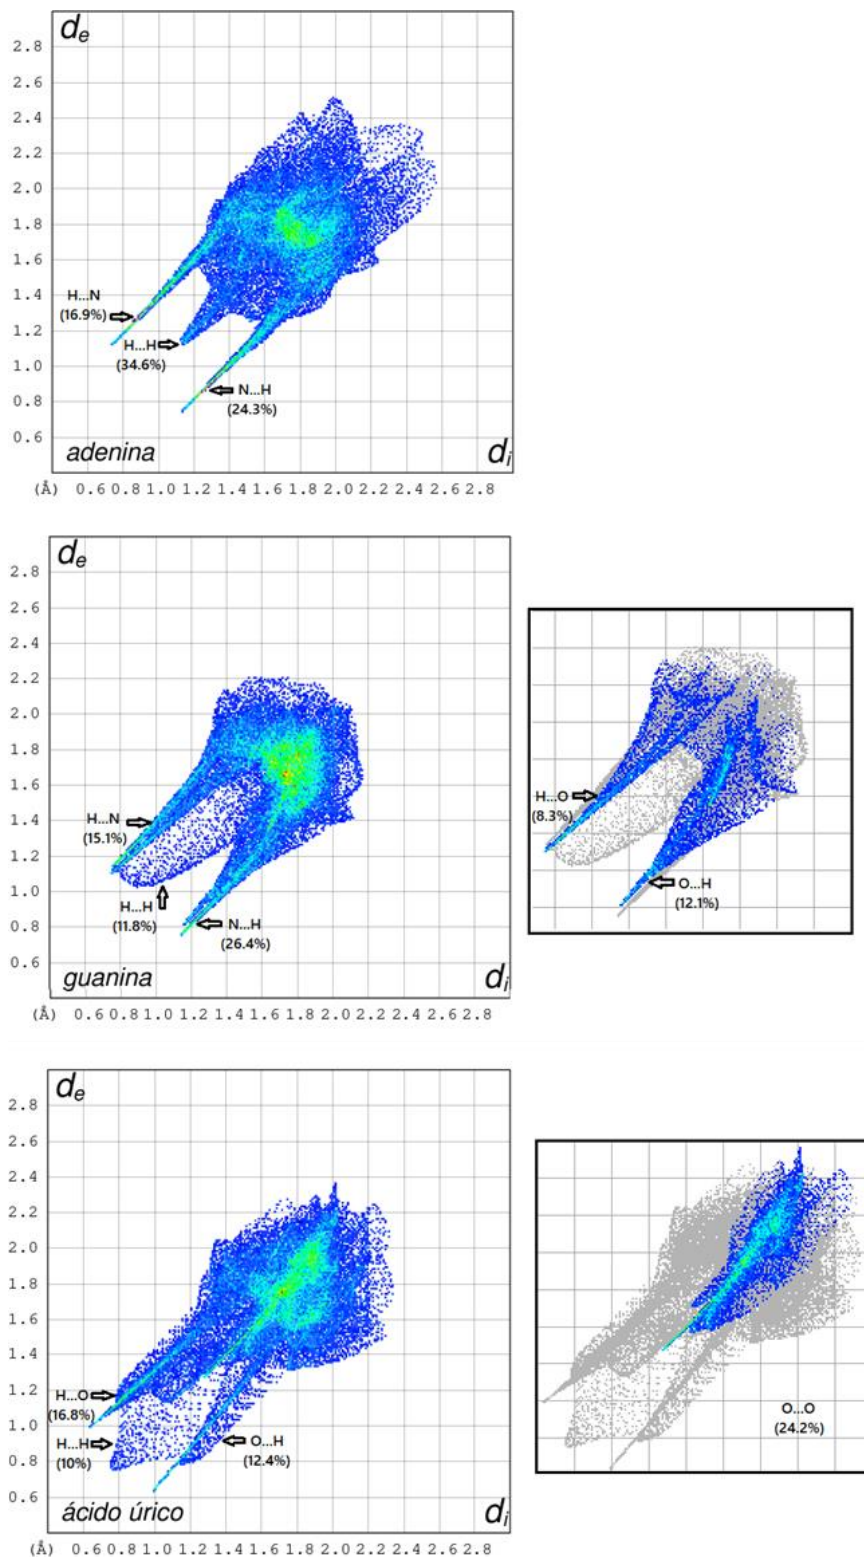 de
2.8
2.6
2.4
2.2
2.0
1.8
1.6
1.4
H...N
(16.9%)
1.2
H...H
(34.6%)
1.0
N...H
(24.3%)
0.8
0.6
adenina
di
(Å) 0.6 0.8 1.0 1.2 1.4 1.6 1.8 2.0 2.2 2.4 2.6 2.8
de
2.8
2.6
2.4
2.2
2.0
1.8
1.6
1.4
H...N
(15.1%)
1.2
1.0
H...H
(11.8%)
N...H
(26.4%)
0.8
0.6
guanina
di
(Å) 0.6 0.8 1.0 1.2 1.4 1.6 1.8 2.0 2.2 2.4 2.6 2.8
H...O
(8.3%)
O...H
(12.1%)
de
2.8
2.6
2.4
2.2
2.0
1.8
1.6
1.4
1.2
H...O
(16.8%)
1.0
H...H
(10%)
O...H
(12.4%)
0.8
0.6
ácido úrico
di
(Å) 0.6 0.8 1.0 1.2 1.4 1.6 1.8 2.0 2.2 2.4 2.6 2.8
O...O
(24.2%)